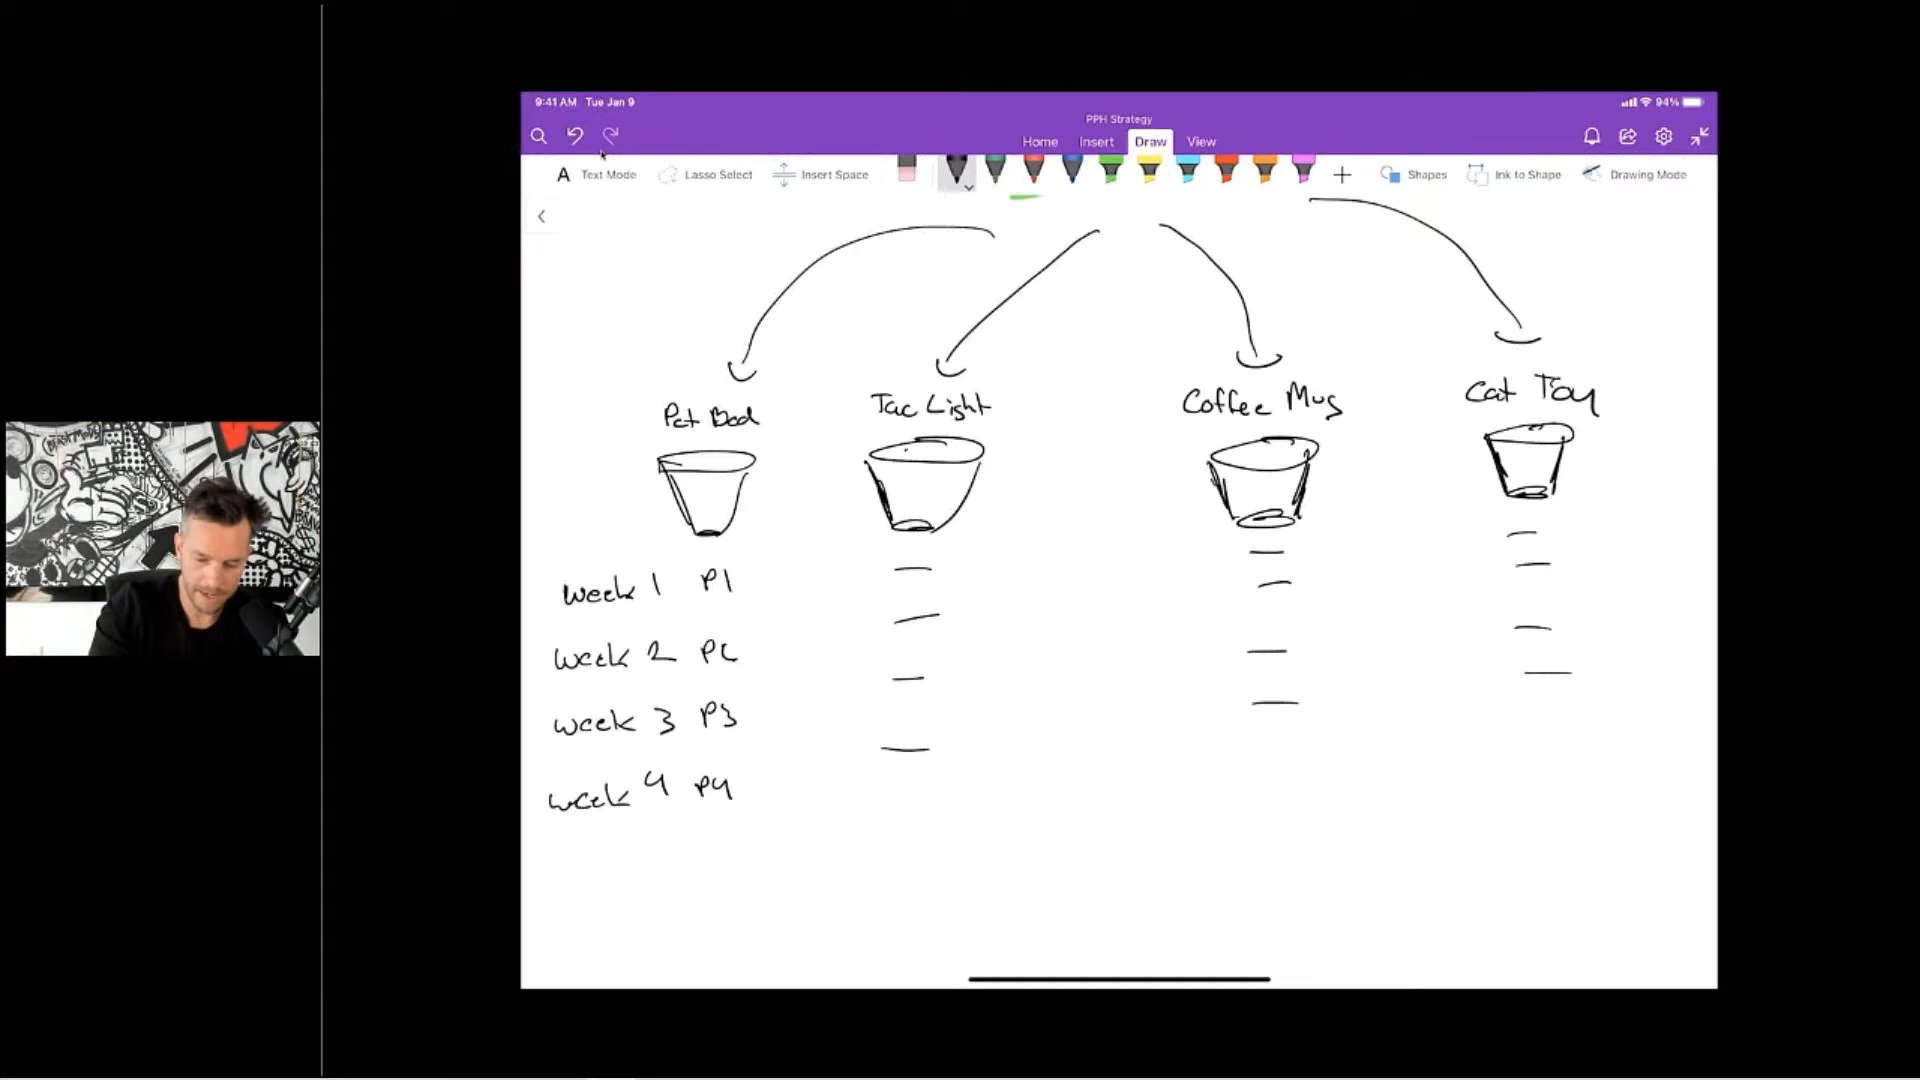 9:41 AM Tue Jan 9
94%
PPH Strategy
Home Insert Draw View
A Text Mode Lasso Select Insert Space Shapes Ink to Shape Drawing Mode
Pet Bed Tac Light Coffee Mug Cat Toy
week 1 P1
week 2 P2
week 3 P3
week 4 P4